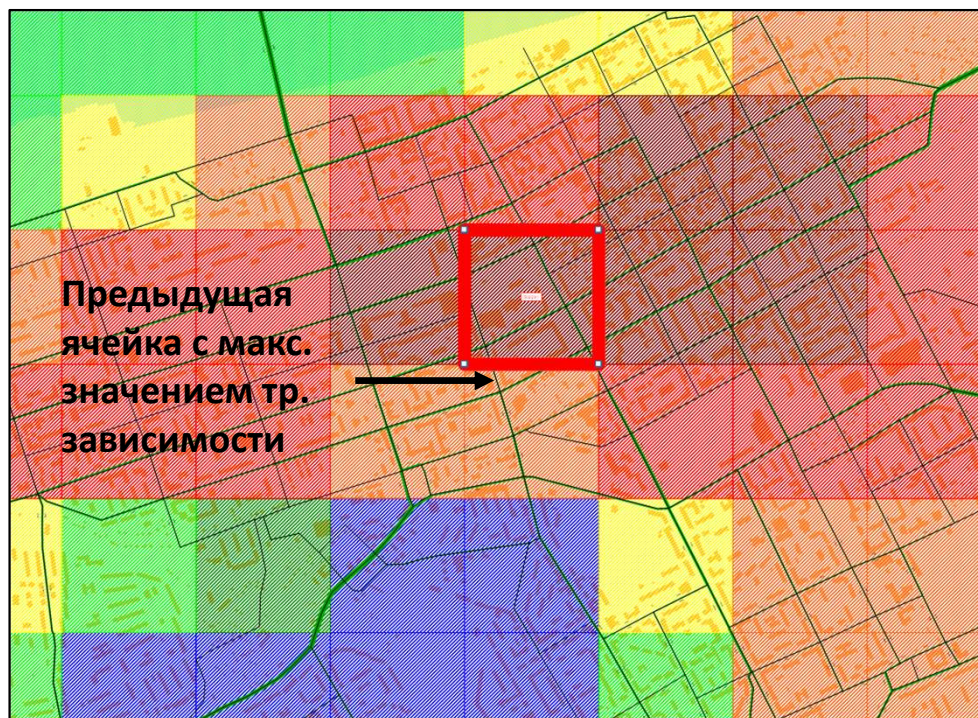 Предыдущая
ячейка с макс.
значением тр.
зависимости